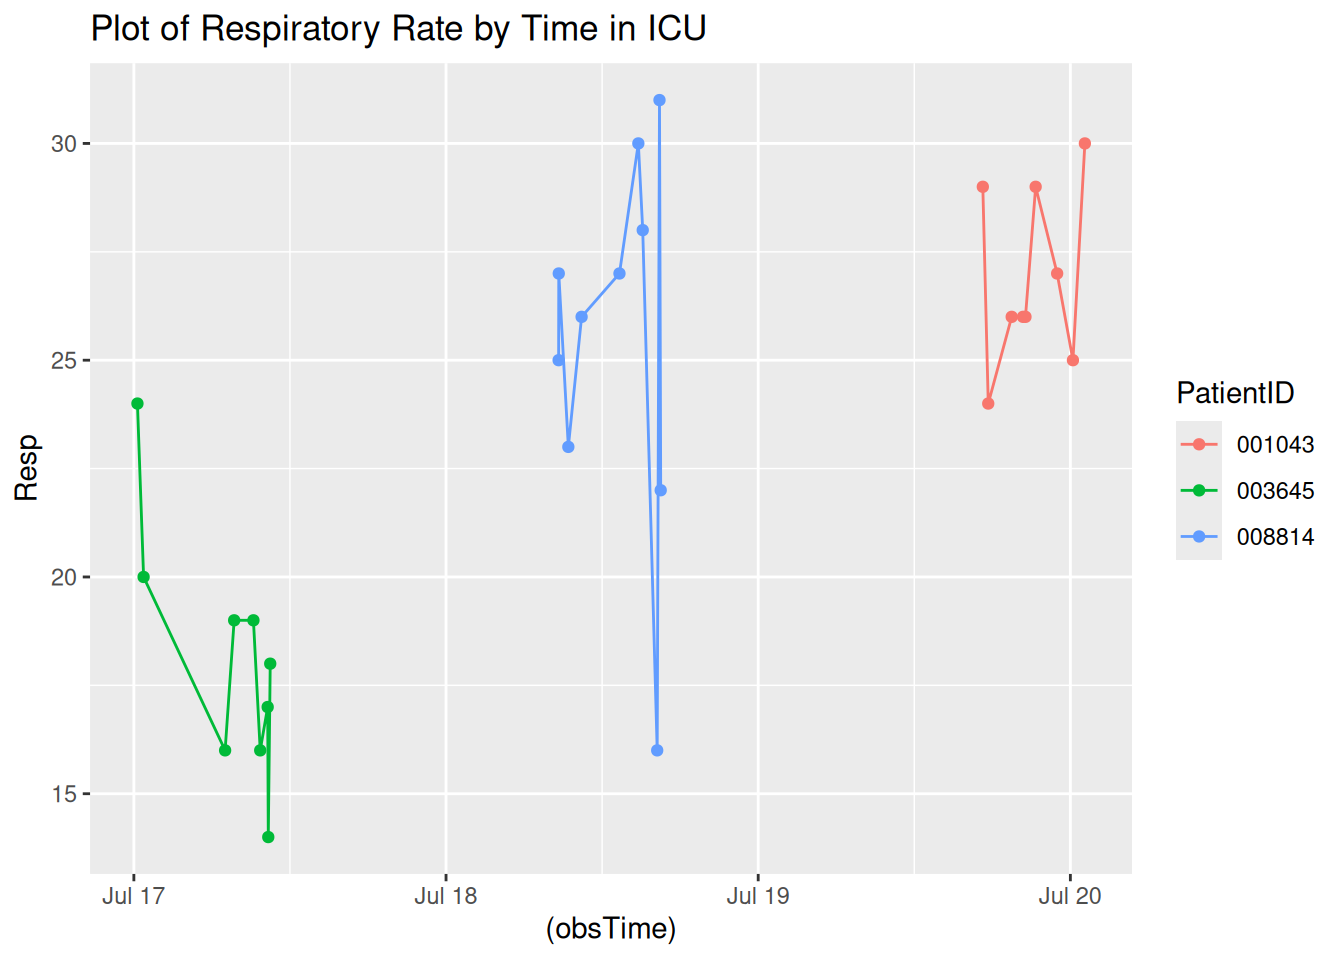 Plot of Respiratory Rate by Time in ICU
30
25
20
15
Resp
Jul 17 Jul 18 Jul 19 Jul 20
(obsTime)
PatientID
001043
003645
008814